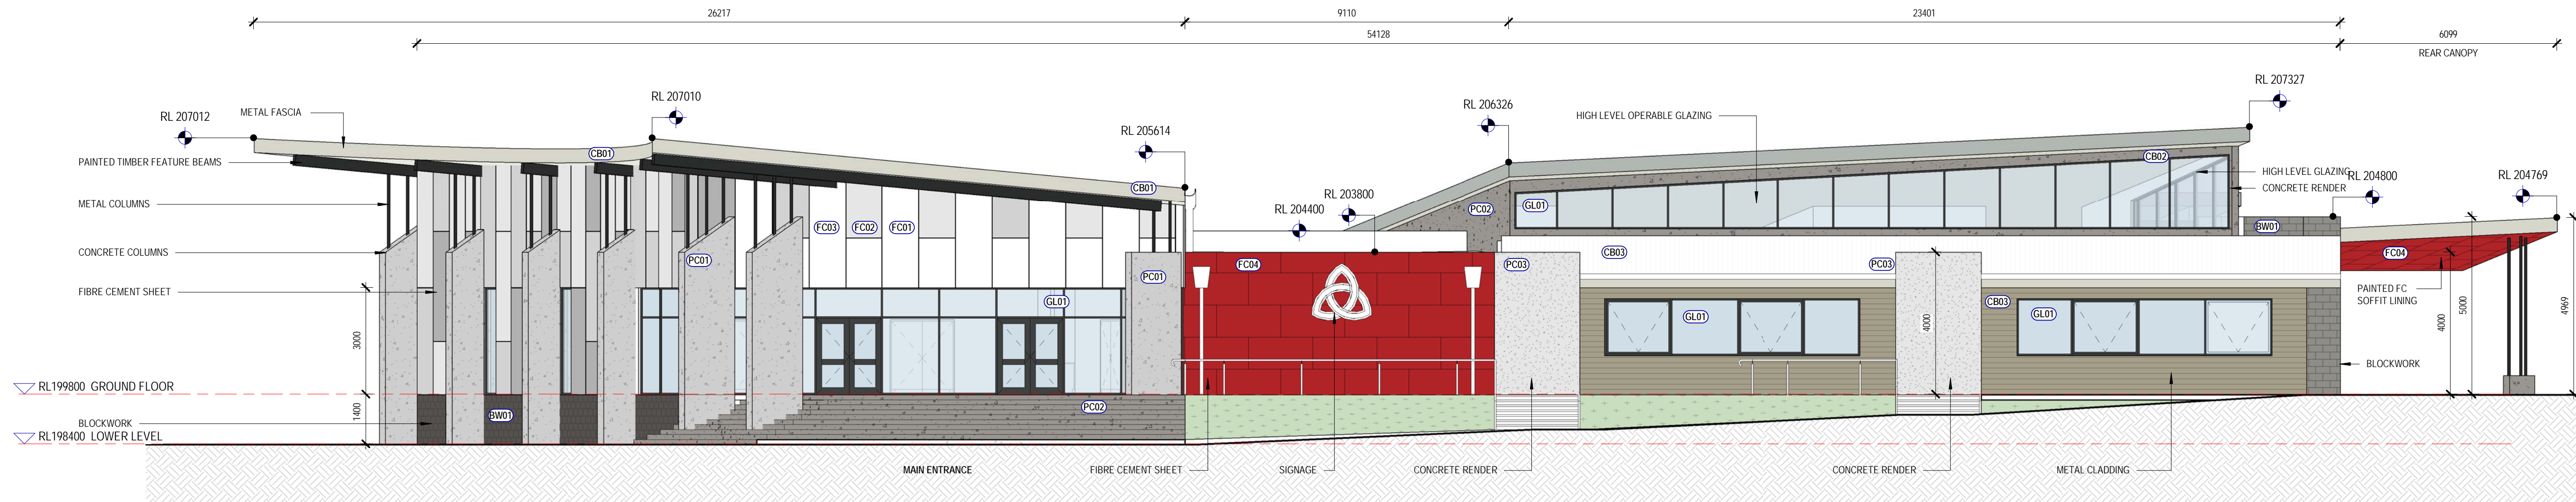 26217
9110
23401
54128
6099
REAR CANOPY
RL 207012
METAL FASCIA
RL 207010
RL 205614
RL 206326
HIGH LEVEL OPERABLE GLAZING
RL 207327
PAINTED TIMBER FEATURE BEAMS
CB01
CB02
HIGH LEVEL GLAZING
CONCRETE RENDER
RL 204800
RL 204769
CB01
RL 203800
RL 204400
METAL COLUMNS
GL01
PC02
FC03
FC02
FC01
BW01
CONCRETE COLUMNS
PC01
PC01
FC04
PC03
CB03
PC03
FC04
FIBRE CEMENT SHEET
GL01
GL01
CB03
GL01
PAINTED FC
SOFFIT LINING
3000
4000
4000
5000
4969
BLOCKWORK
RL199800 GROUND FLOOR
1400
BW01
PC02
BLOCKWORK
RL198400 LOWER LEVEL
MAIN ENTRANCE
FIBRE CEMENT SHEET
SIGNAGE
CONCRETE RENDER
CONCRETE RENDER
METAL CLADDING